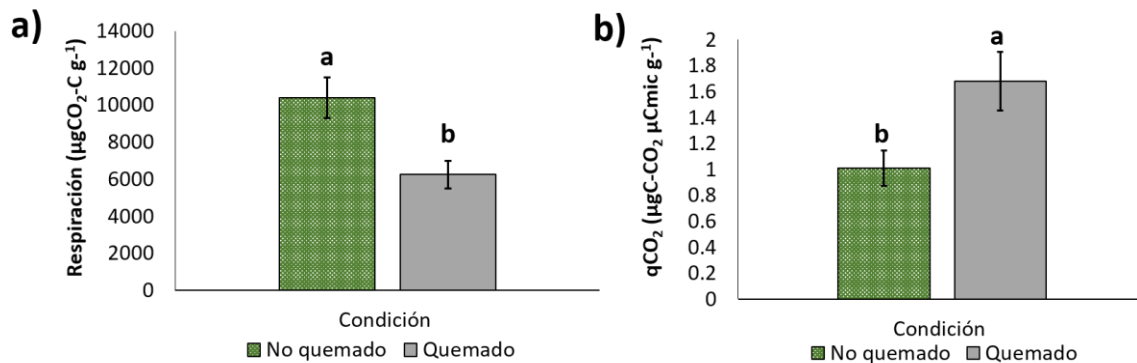 a)
Respiración (µgCO₂-C g⁻¹)
14000
12000
10000
8000
6000
4000
2000
0
a
b
Condición
No quemado Quemado
b)
qCO₂ (µgC-CO₂ µCmic g⁻¹)
2
1.8
1.6
1.4
1.2
1
0.8
0.6
0.4
0.2
0
b
a
Condición
No quemado Quemado